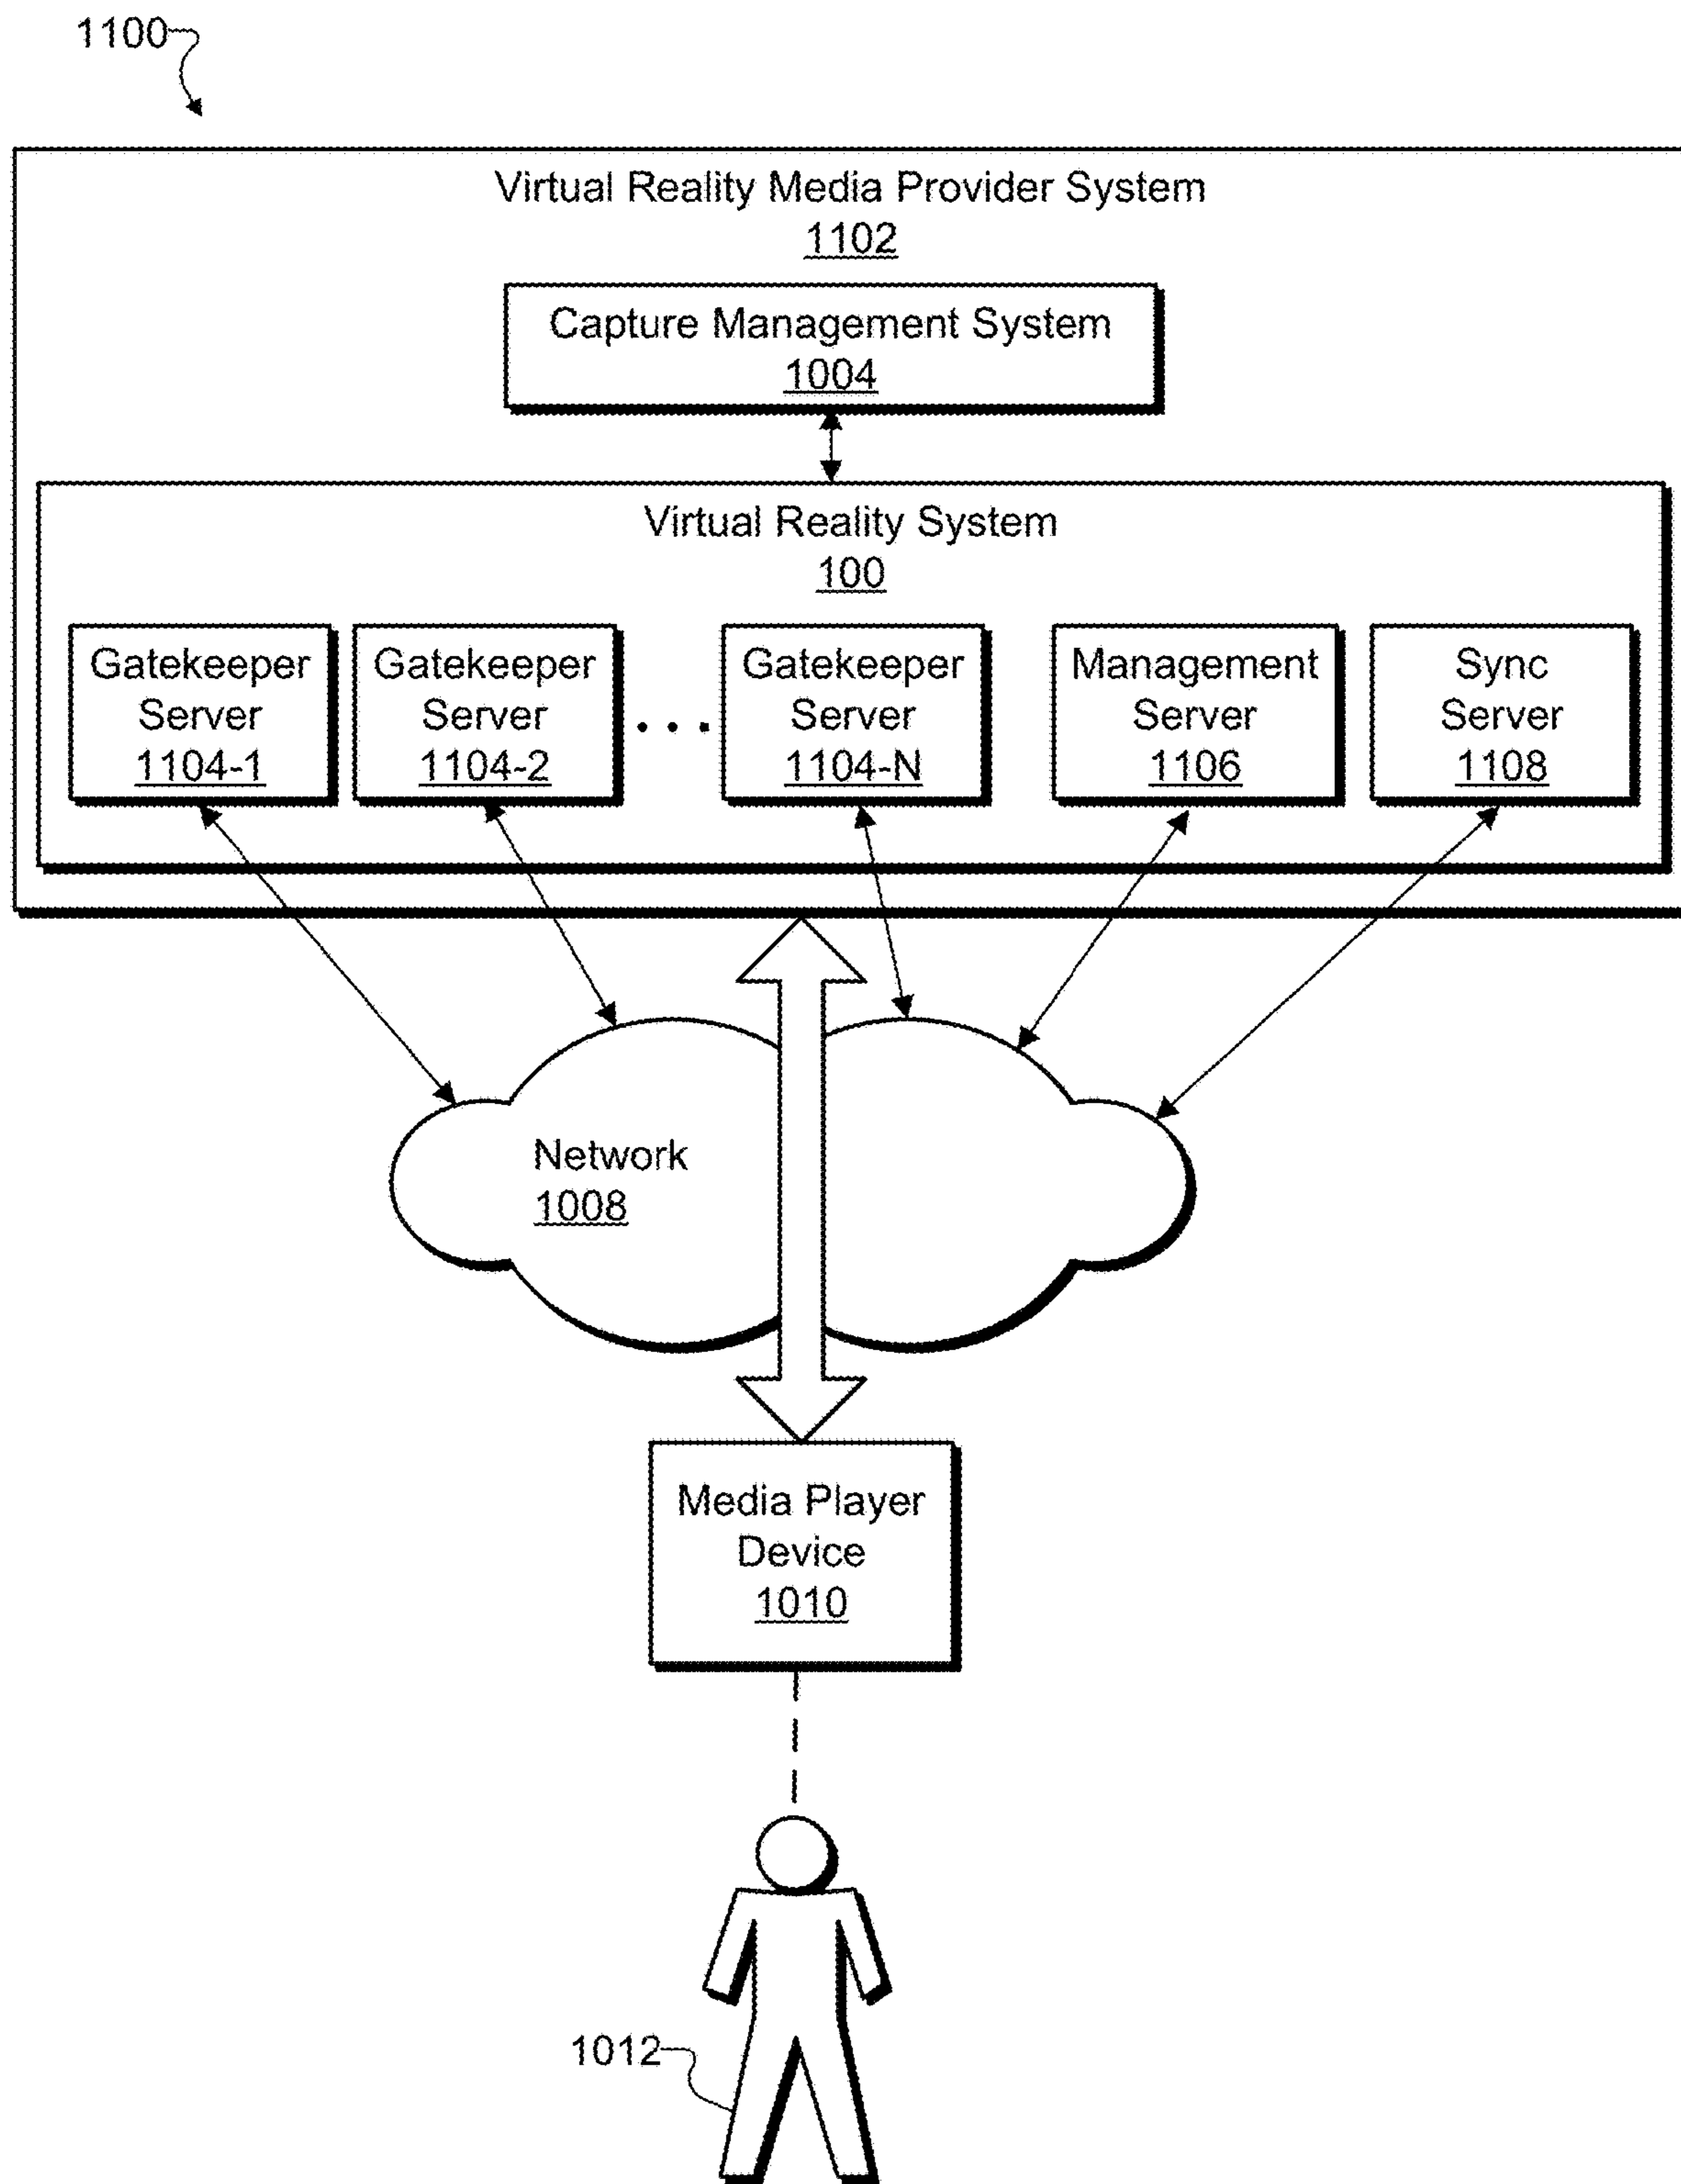 1100
Virtual Reality Media Provider System
1102
Capture Management System
1004
Virtual Reality System
100
Gatekeeper
Server
1104-1
Gatekeeper
Server
1104-2
...
Gatekeeper
Server
1104-N
Management
Server
1106
Sync
Server
1108
Network
1008
Media Player
Device
1010
1012